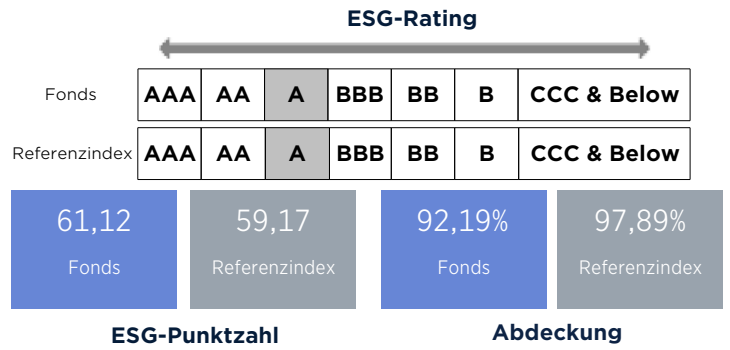 ESG-Rating
Fonds AAA AA A BBB BB B CCC & Below
Referenzindex AAA AA A BBB BB B CCC & Below
61,12 59,17 92,19% 97,89%
Fonds Referenzindex Fonds Referenzindex
ESG-Punktzahl Abdeckung